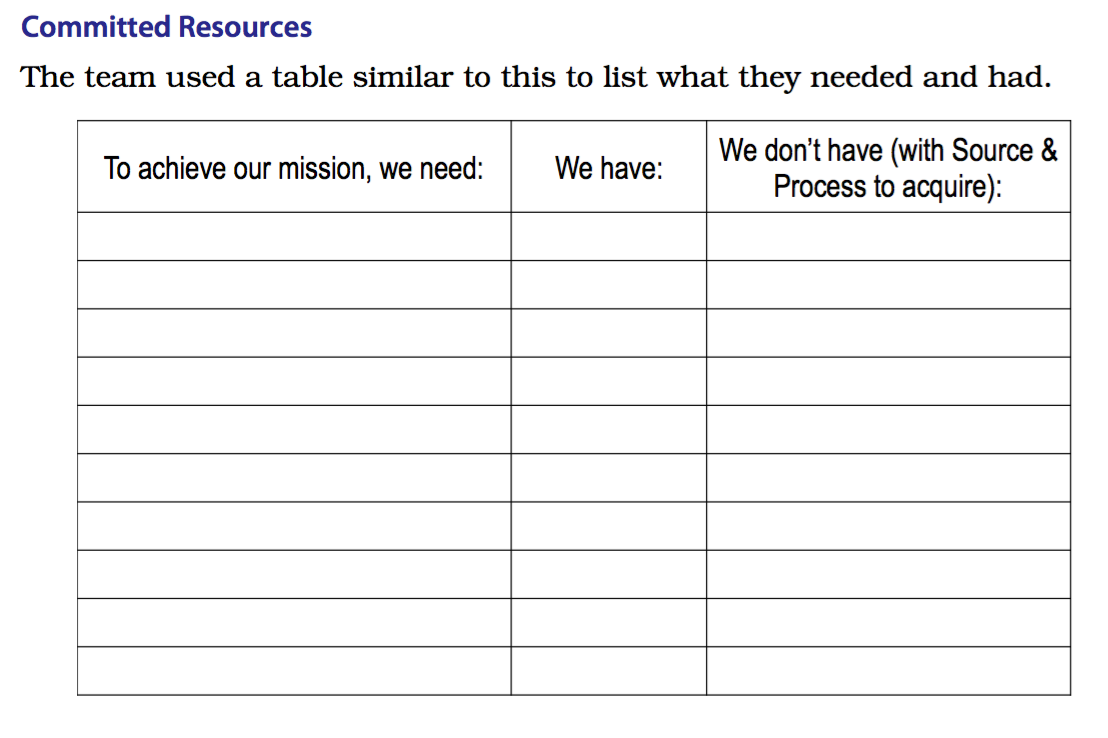 Committed Resources
The team used a table similar to this to list what they needed and had.
To achieve our mission, we need:
We have:
We don't have (with Source &
Process to acquire):